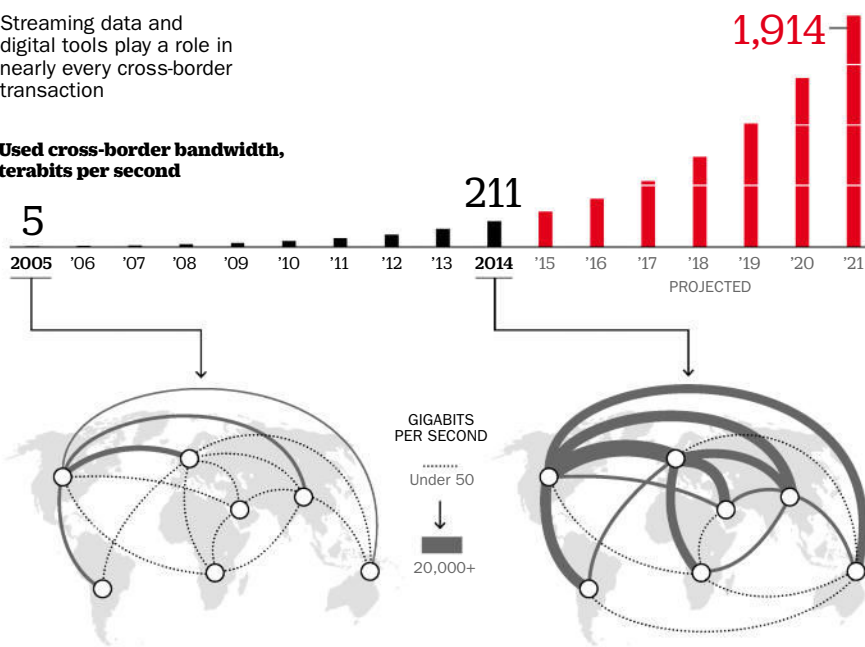 Streaming data and
digital tools play a role in
nearly every cross-border
transaction
Used cross-border bandwidth,
terabits per second
5
211
1,914
2005 ’06 ’07 ’08 ’09 ’10 ’11 ’12 ’13 2014 ’15 ’16 ’17 ’18 ’19 ’20 ’21
PROJECTED
GIGABITS
PER SECOND
Under 50
20,000+